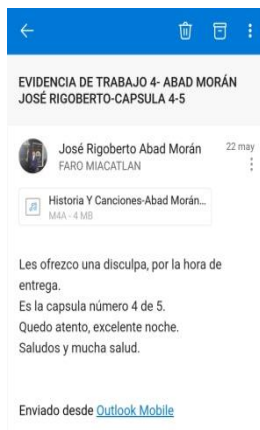 EVIDENCIA DE TRABAJO 4- ABAD MORÁN
JOSÉ RIGOBERTO-CAPSULA 4-5
José Rigoberto Abad Morán
22 may
FARO MIACATLAN
Historia Y Canciones-Abad Morán...
M4A - 4 MB
Les ofrezco una disculpa, por la hora de
entrega.
Es la capsula número 4 de 5.
Quedo atento, excelente noche.
Saludos y mucha salud.
Enviado desde Outlook Mobile